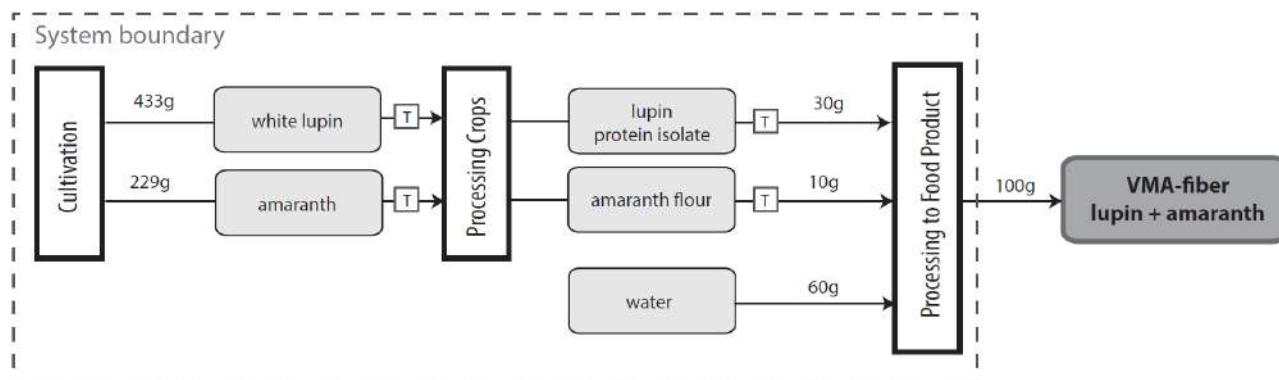 System boundary
Cultivation
433g
white lupin
T
Processing Crops
lupin
protein isolate
T
30g
229g
amaranth
T
amaranth flour
T
10g
water
60g
Processing to Food Product
100g
VMA-fiber
lupin + amaranth